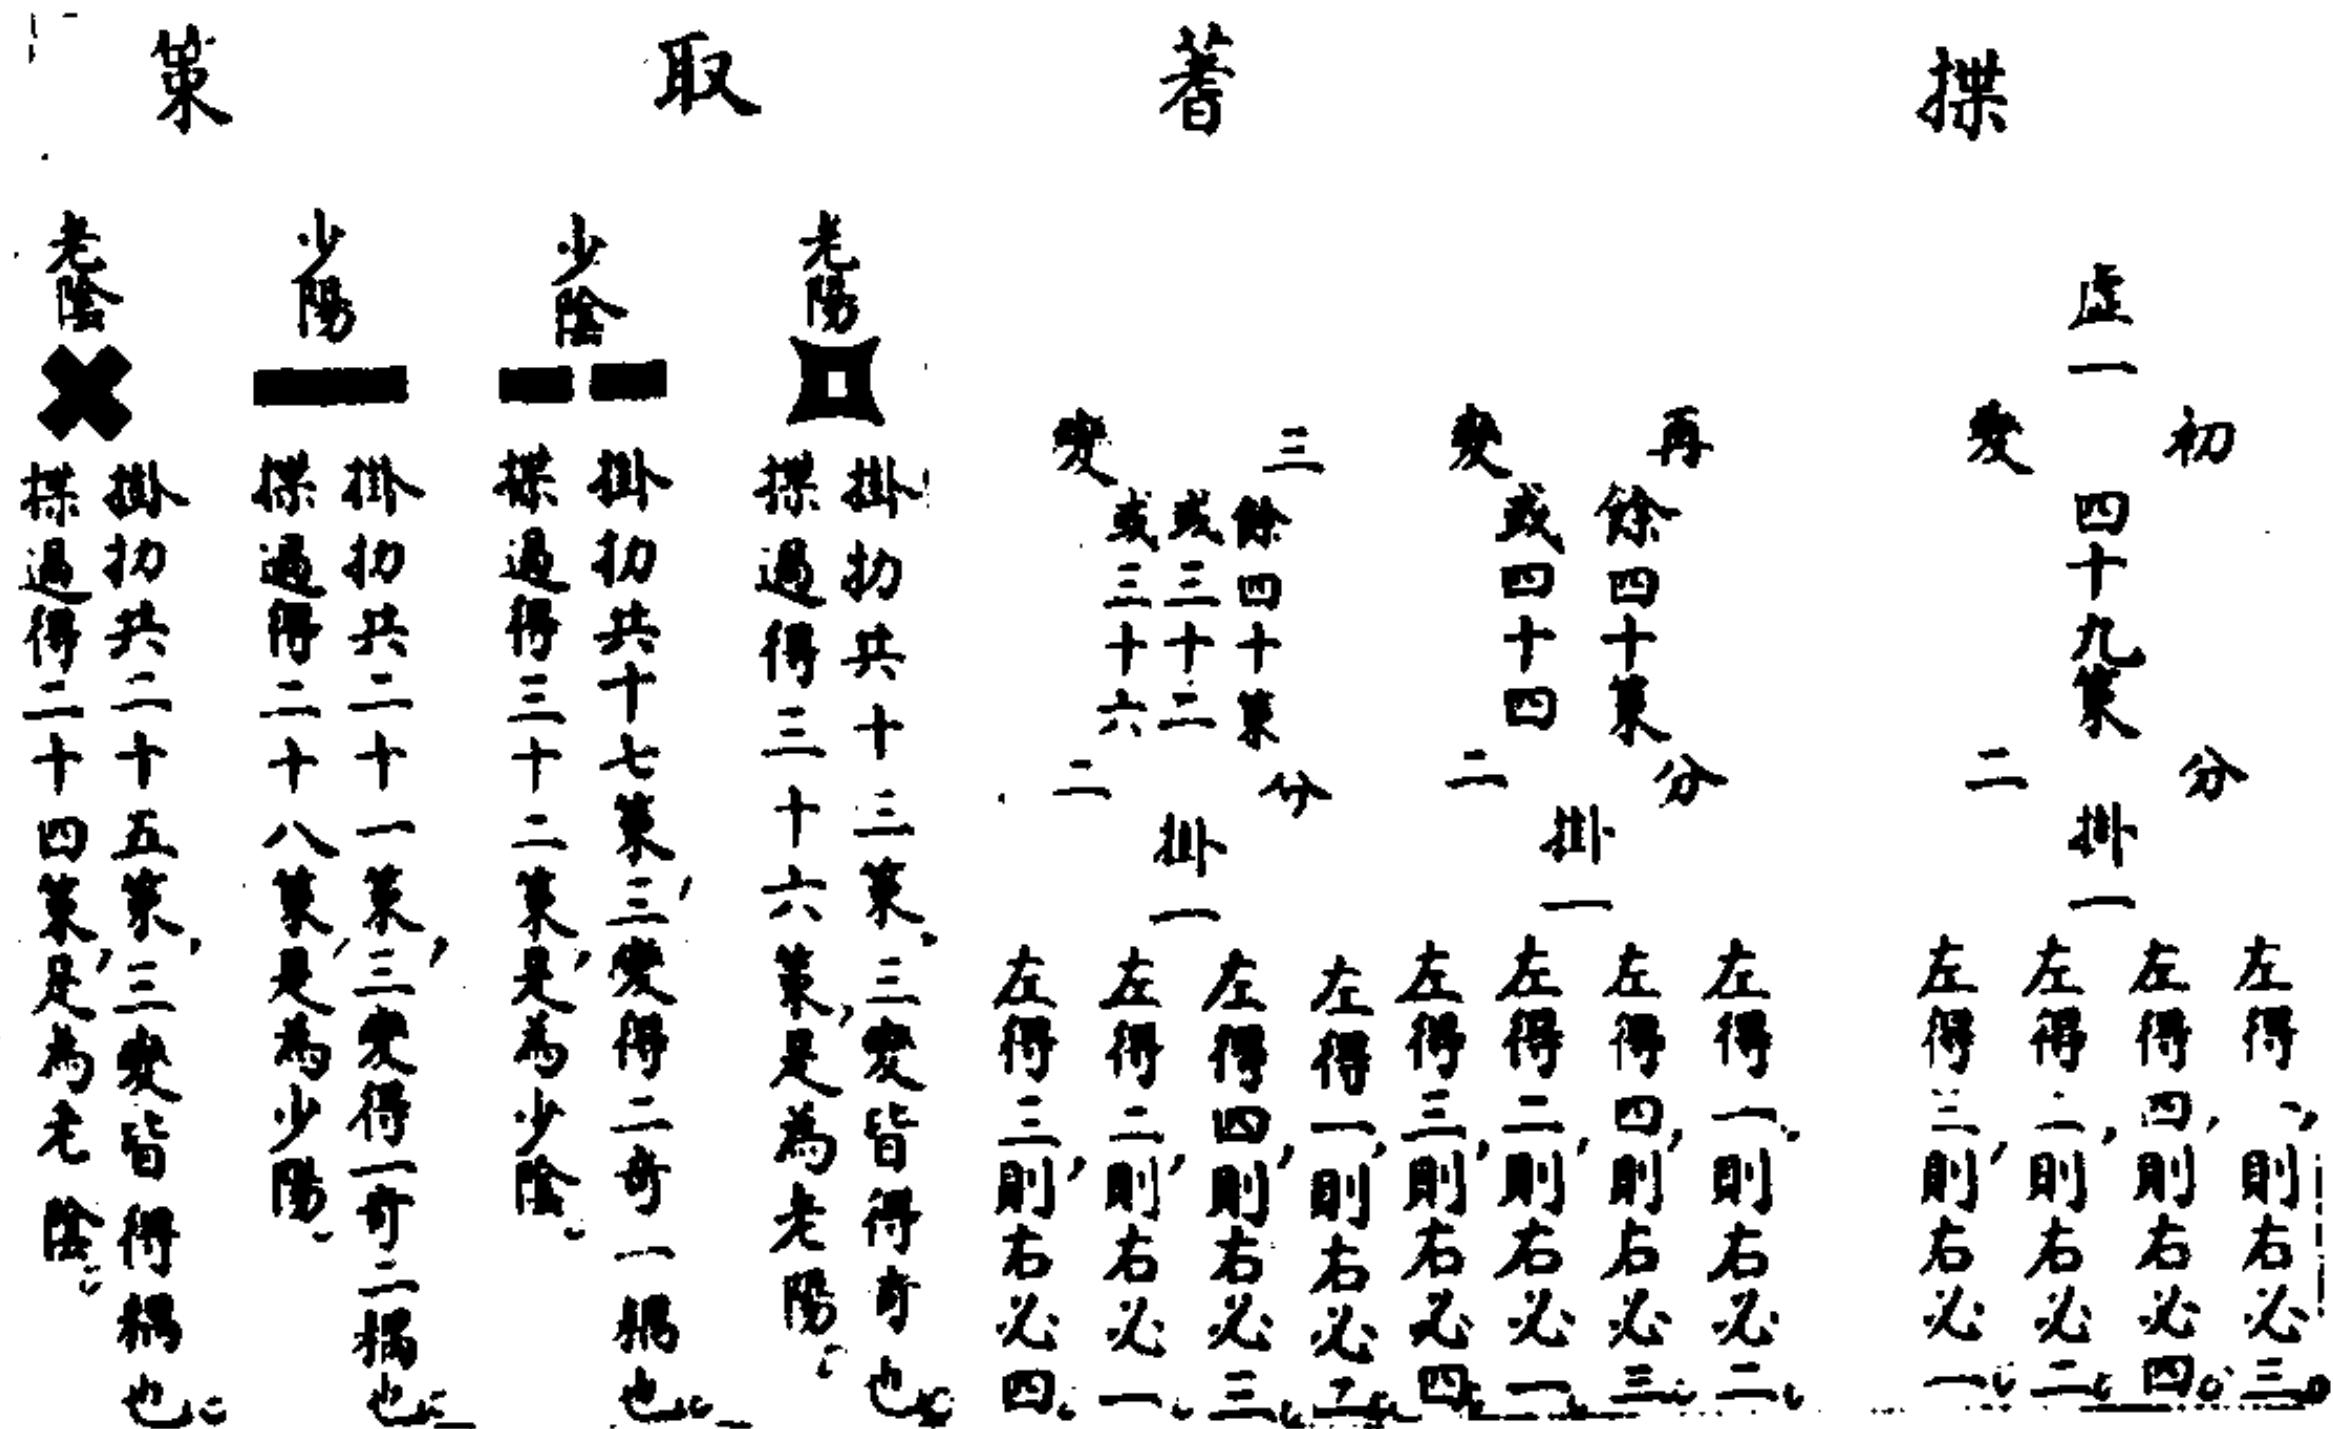 揲蓍取策
虛一
初變
四十九策
分二
掛一
左得一，則右必三。
左得四，則右必四。
左得二，則右必二。
左得三，則右必一。
再變
餘四十策
或四十四
分二
掛一
左得一，則右必二。
左得四，則右必三。
左得二，則右必一。
左得三，則右必四。
三變
餘四十策
或三十二
或三十六
分二
掛一
左得一，則右必二。
左得四，則右必三。
左得二，則右必一。
左得三，則右必四。
老陽
掛扐共十三策，三變皆得奇也。
揲過得三十六策，是為老陽。
少陰
掛扐共十七策，三變得二奇一耦也。
揲過得三十二策，是為少陰。
少陽
掛扐共二十一策，三變得一奇二耦也。
揲過得二十八策，是為少陽。
老陰
掛扐共二十五策，三變皆得耦也。
揲過得二十四策，是為老陰。